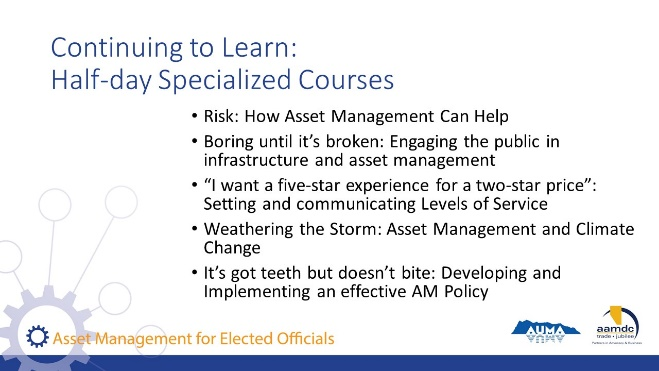 Continuing to Learn:
Half-day Specialized Courses
• Risk: How Asset Management Can Help
• Boring until it’s broken: Engaging the public in
infrastructure and asset management
• “I want a five-star experience for a two-star price”:
Setting and communicating Levels of Service
• Weathering the Storm: Asset Management and Climate
Change
• It’s got teeth but doesn’t bite: Developing and
Implementing an effective AM Policy
Asset Management for Elected Officials
AUMA
aamdc
trade • jubilee